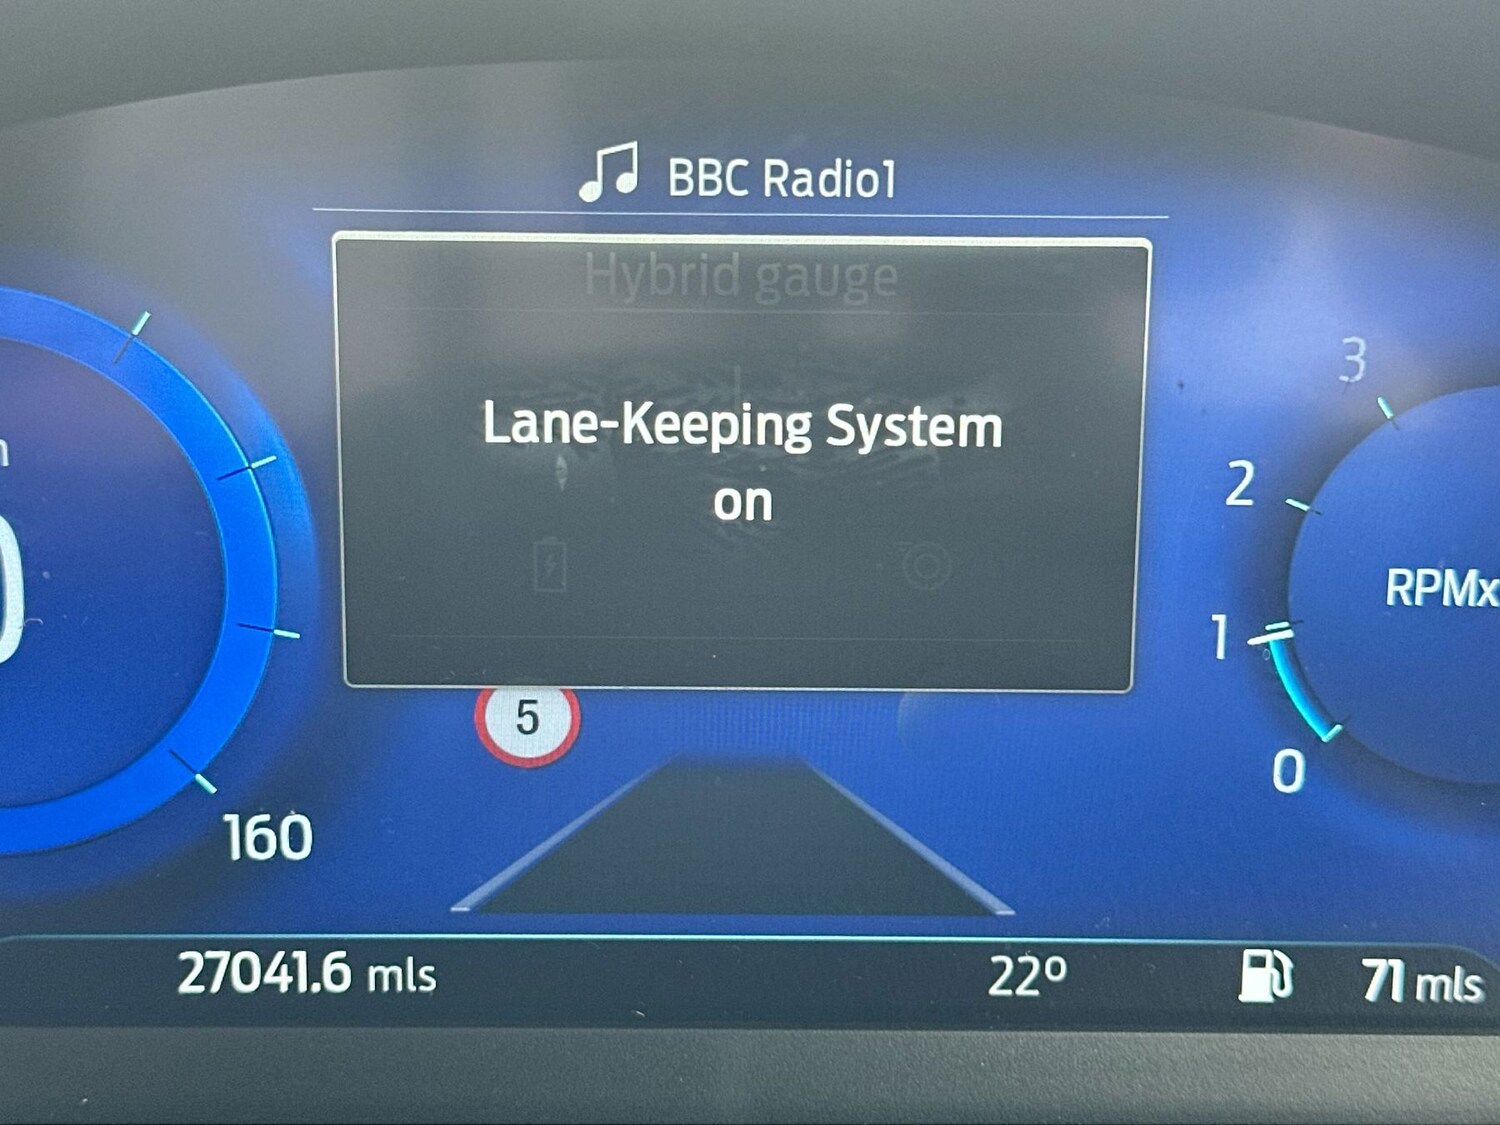 BBC Radio1
Hybrid gauge
Lane-Keeping System
on
3
2
RPMx
1
0
5
160
27041.6 mls
22º
71 mls